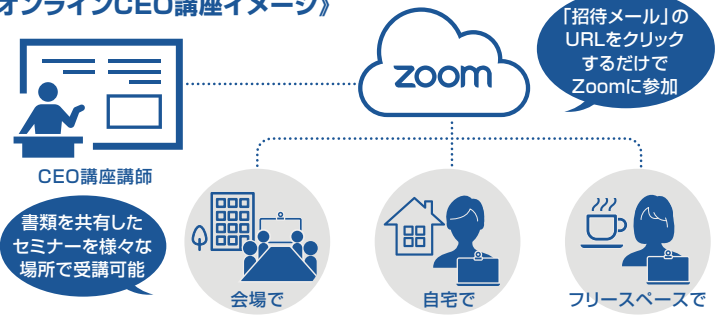 オンラインCEO講座イメージ》
zoom
「招待メール」の
URLをクリック
するだけで
Zoomに参加
CEO講座講師
書類を共有した
セミナーを様々な
場所で受講可能
会場で
自宅で
フリースペースで